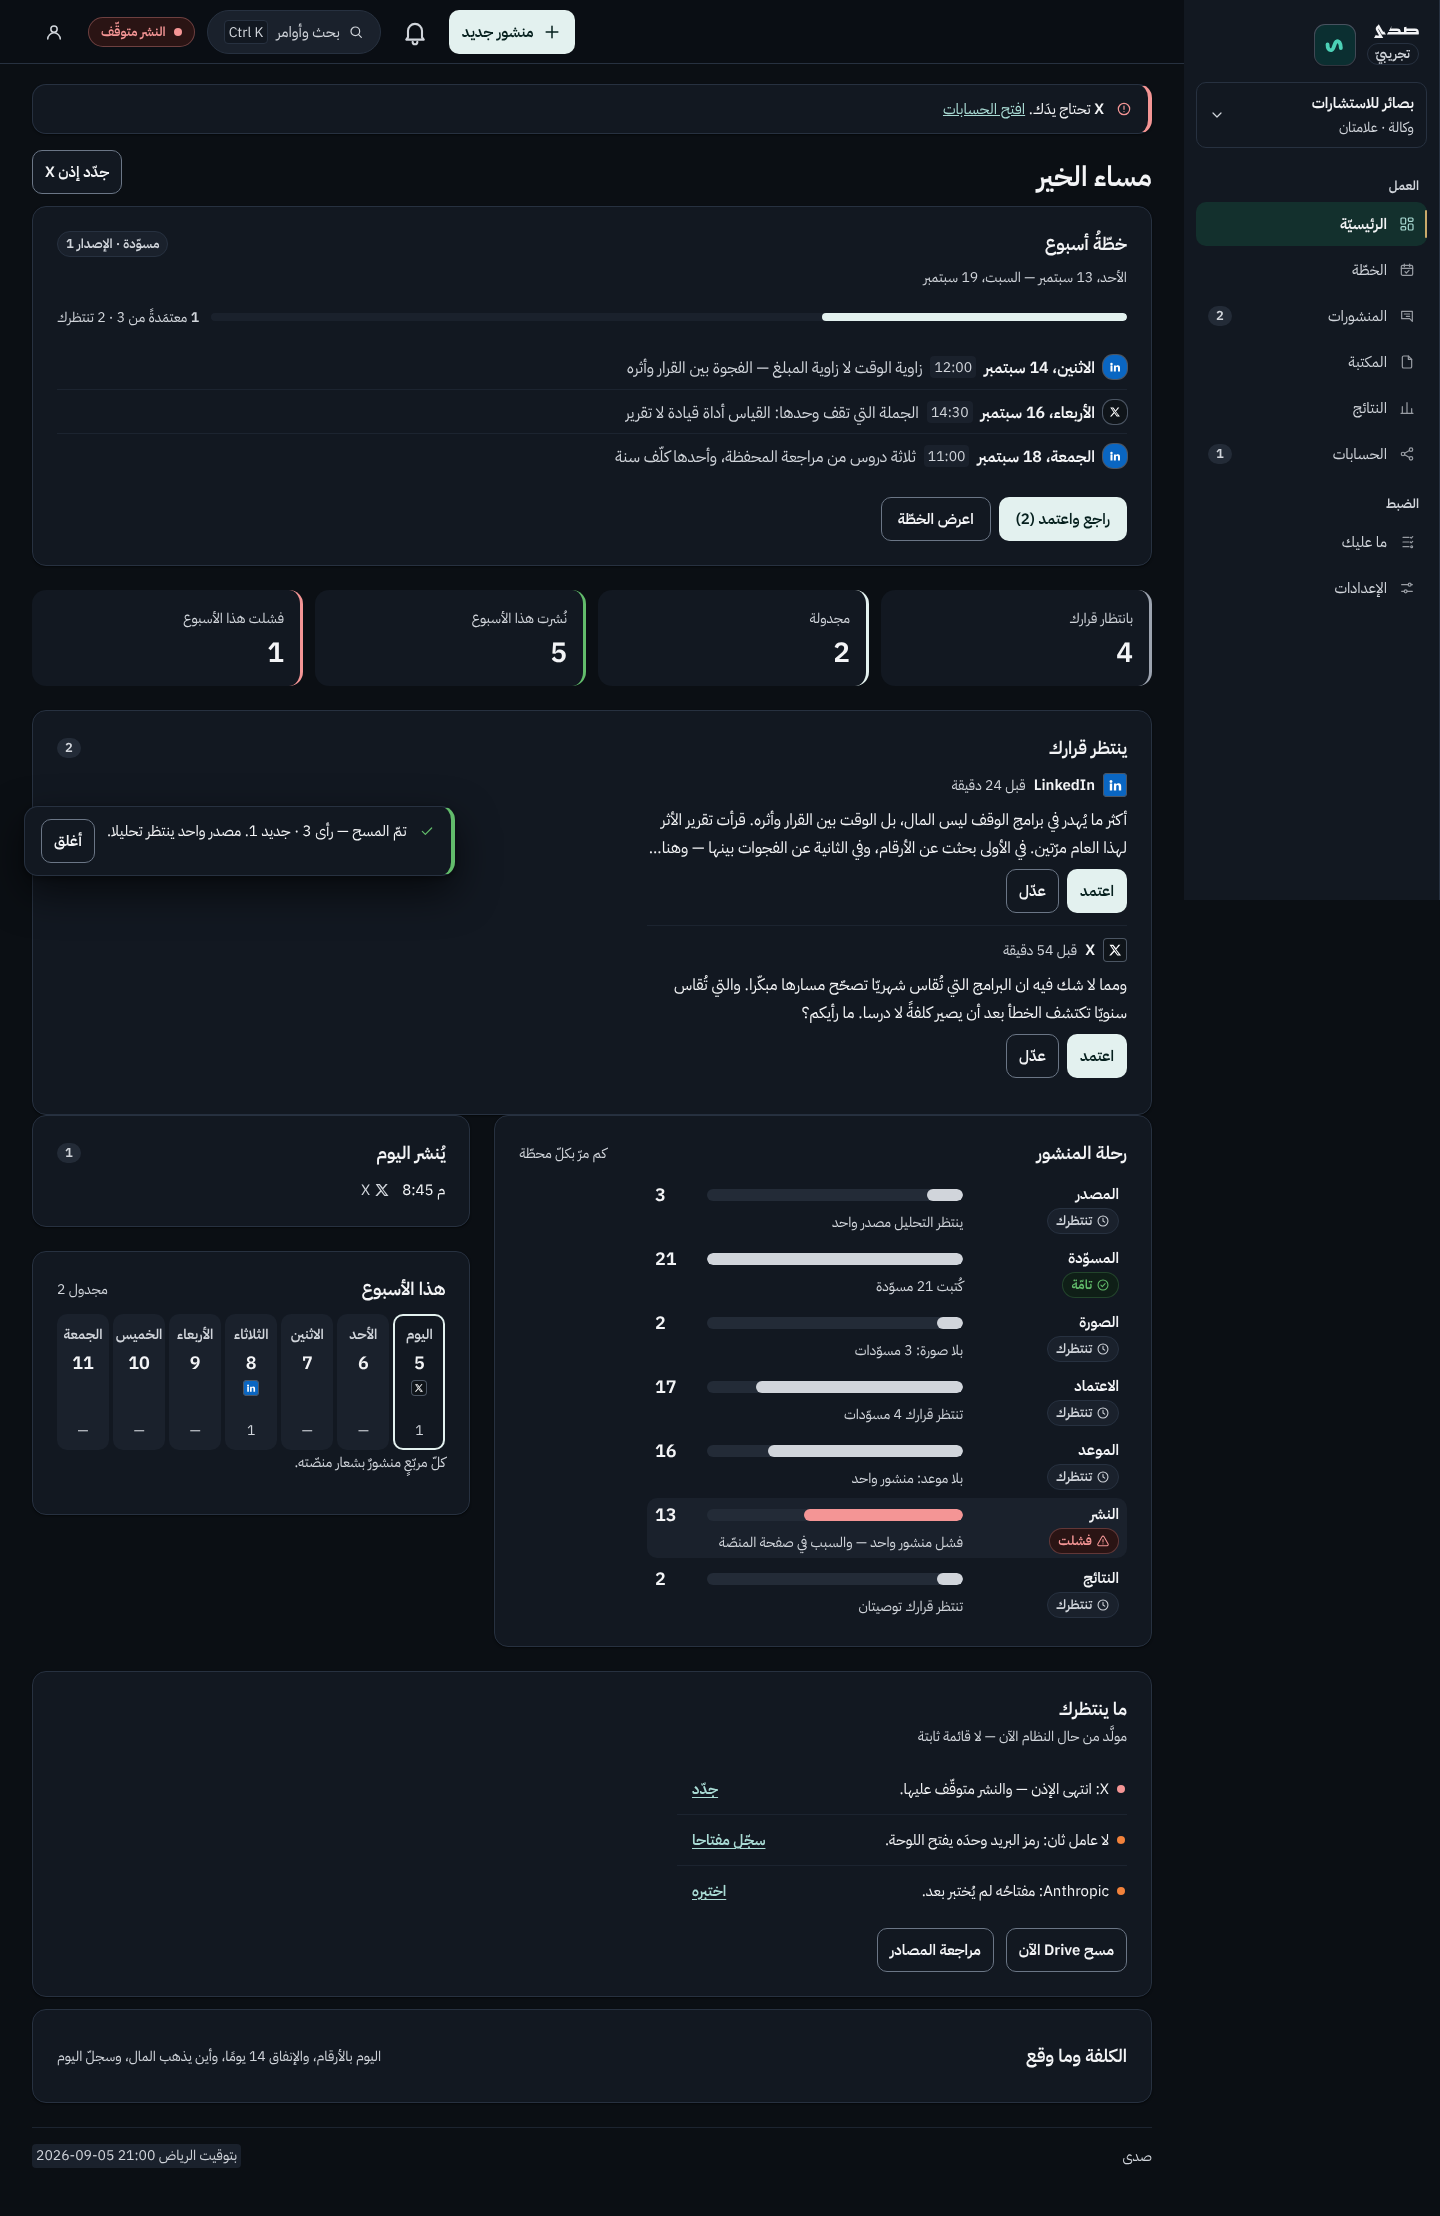 صدى
تجريبيّ
بصائر للاستشارات
وكالة · علامتان
العمل
الرئيسيّة
الخطّة
المنشورات 2
المكتبة
النتائج
الحسابات 1
الضبط
ما عليك
الإعدادات
منشور جديد
بحث وأوامر Ctrl K
النشر متوقّف
X تحتاج يدَك. افتح الحسابات
مساء الخير
جدّد إذن X
خطّةُ أسبوع
مسوّدة · الإصدار 1
الأحد، 13 سبتمبر — السبت، 19 سبتمبر
1 معتمَدةً من 3 · 2 تنتظرك
الاثنين، 14 سبتمبر 12:00 زاوية الوقت لا زاوية المبلغ — الفجوة بين القرار وأثره
الأربعاء، 16 سبتمبر 14:30 الجملة التي تقف وحدها: القياس أداة قيادة لا تقرير
الجمعة، 18 سبتمبر 11:00 ثلاثة دروس من مراجعة المحفظة، وأحدها كلّف سنة
راجع واعتمد (2)
اعرض الخطّة
بانتظار قرارك
4
مجدولة
2
نُشرت هذا الأسبوع
5
فشلت هذا الأسبوع
1
ينتظر قرارك
2
LinkedIn قبل 24 دقيقة
أكثر ما يُهدر في برامج الوقف ليس المال، بل الوقت بين القرار وأثره. قرأت تقرير الأثر
لهذا العام مرّتين. في الأولى بحثت عن الأرقام، وفي الثانية عن الفجوات بينها — وهنا...
اعتمد
عدّل
تمّ المسح — رأى 3 · جديد 1. مصدر واحد ينتظر تحليلا.
أغلق
X قبل 54 دقيقة
ومما لا شك فيه ان البرامج التي تُقاس شهريّا تصحّح مسارها مبكّرا. والتي تُقاس
سنويّا تكتشف الخطأ بعد أن يصير كلفةً لا درسا. ما رأيكم؟
اعتمد
عدّل
رحلة المنشور
كم مرّ بكلّ محطّة
المصدر 3
تنتظرك
ينتظر التحليل مصدر واحد
المسوّدة 21
تامّة
كُتبت 21 مسوّدة
الصورة 2
تنتظرك
بلا صورة: 3 مسوّدات
الاعتماد 17
تنتظرك
تنتظر قرارك 4 مسوّدات
الموعد 16
تنتظرك
بلا موعد: منشور واحد
النشر 13
فشلت
فشل منشور واحد — والسبب في صفحة المنصّة
النتائج 2
تنتظرك
تنتظر قرارك توصيتان
يُنشر اليوم
1
8:45 م X
هذا الأسبوع
مجدول 2
اليوم الأحد الاثنين الثلاثاء الأربعاء الخميس الجمعة
5 6 7 8 9 10 11
1 — — 1 — — —
كلّ مربّعٍ منشورٌ بشعار منصّته.
ما ينتظرك
مولَّد من حال النظام الآن — لا قائمة ثابتة
X: انتهى الإذن — والنشر متوقّف عليها. جدّد
لا عامل ثان: رمز البريد وحدَه يفتح اللوحة. سجّل مفتاحا
Anthropic: مفتاحُه لم يُختبر بعد. اختبره
مسح Drive الآن
مراجعة المصادر
الكلفة وما وقع
اليوم بالأرقام، والإنفاق 14 يومًا، وأين يذهب المال، وسجلّ اليوم
صدى
بتوقيت الرياض 21:00 2026-09-05